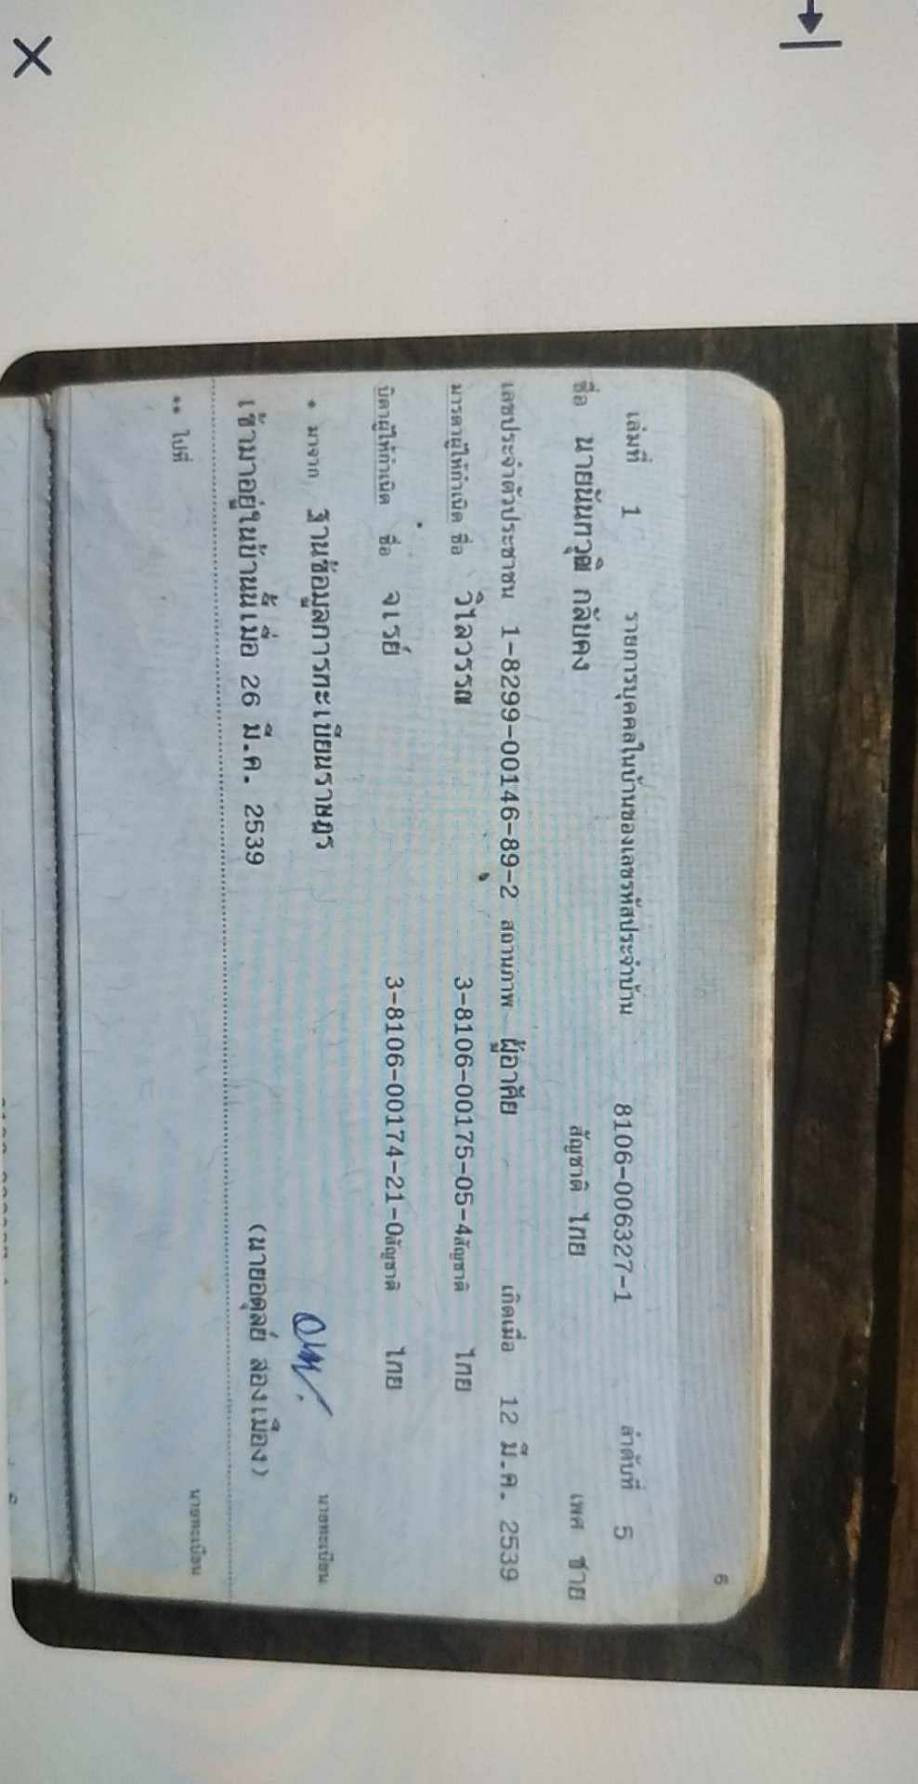 6
เล่มที่ 1 รายการบุคคลในบ้านของเลขรหัสประจำบ้าน 8106-006327-1 ลำดับที่ 5
ชื่อ นายนันทวุฒิ กลับคง สัญชาติ ไทย เพศ ชาย
เลขประจำตัวประชาชน 1-8299-00146-89-2 สถานภาพ ผู้อาศัย เกิดเมื่อ 12 มี.ค. 2539
มารดาผู้ให้กำเนิด ชื่อ วิไลวรรณ 3-8106-00175-05-4 สัญชาติ ไทย
บิดาผู้ให้กำเนิด ชื่อ จเรย์ 3-8106-00174-21-0 สัญชาติ ไทย
* มาจาก ฐานข้อมูลการทะเบียนราษฎร นายทะเบียน
เข้ามาอยู่ในบ้านนี้เมื่อ 26 มี.ค. 2539 (นายอดุลย์ สองเมือง)
** ไปที่ นายทะเบียน